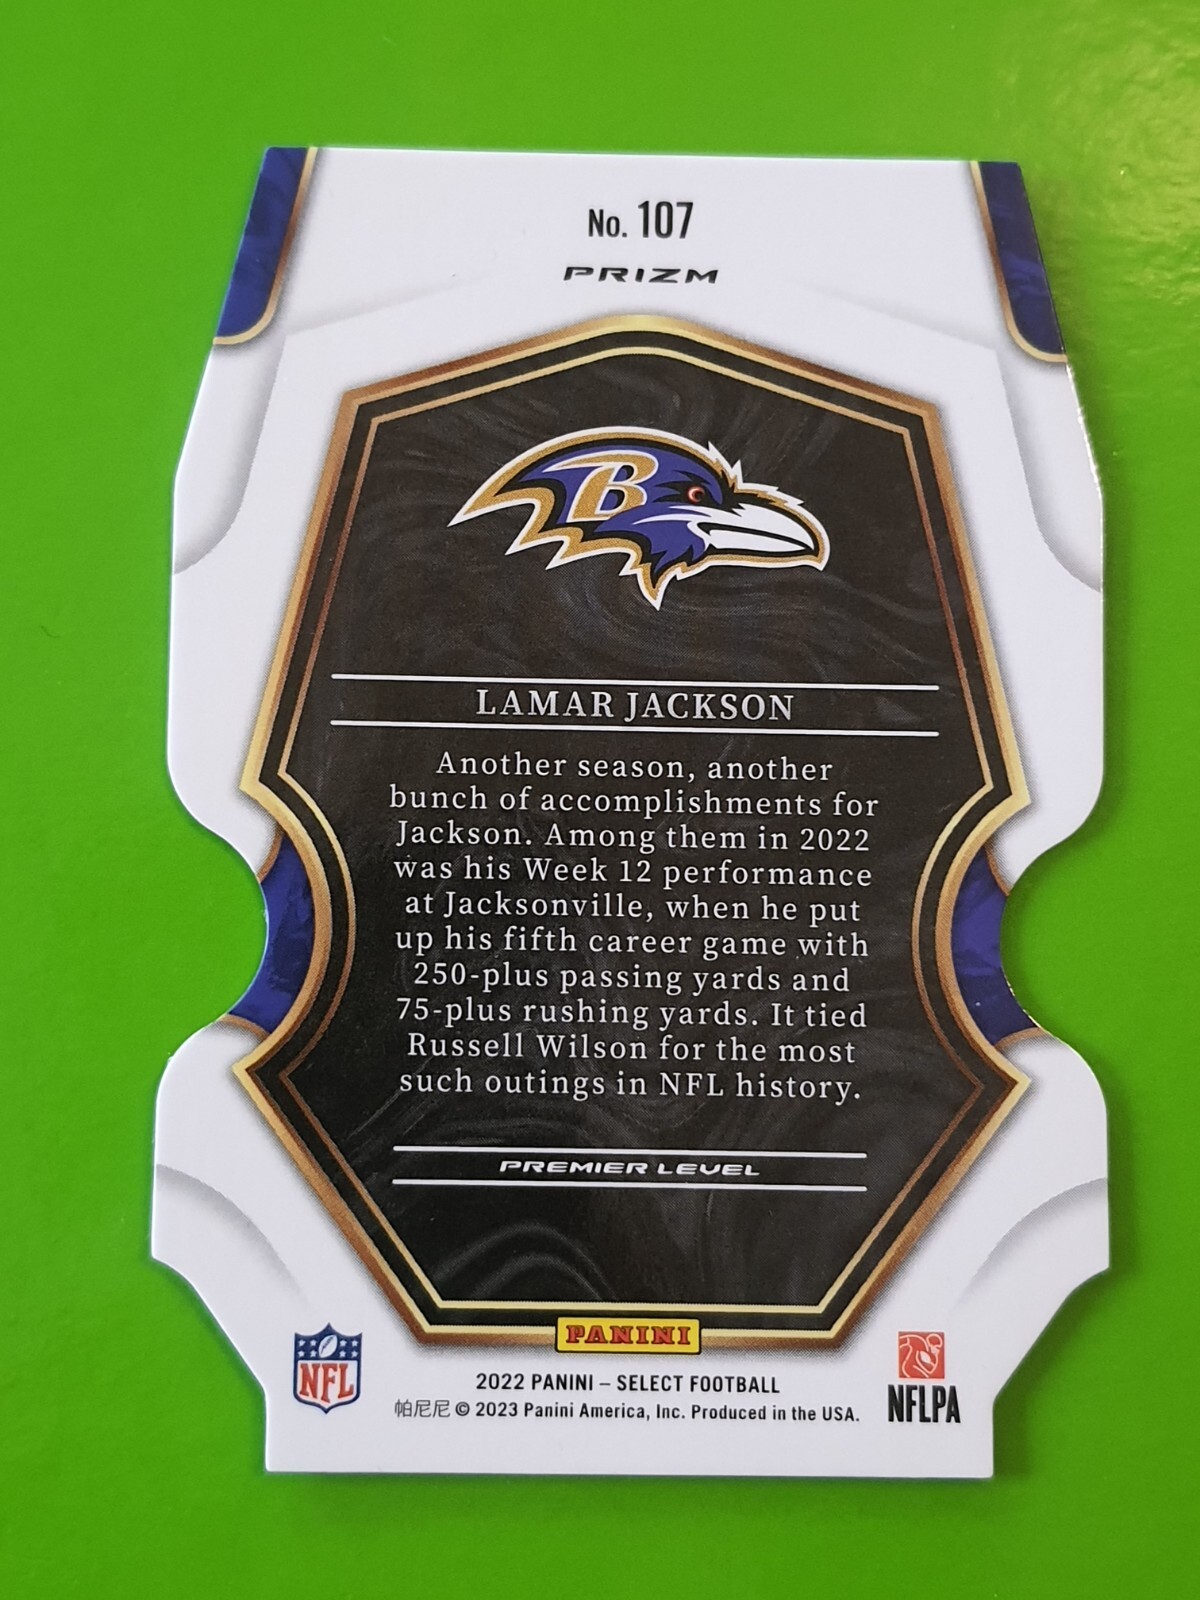 No. 107
PRIZM
B
LAMAR JACKSON
Another season, another
bunch of accomplishments for
Jackson. Among them in 2022
was his Week 12 performance
at Jacksonville, when he put
up his fifth career game with
250-plus passing yards and
75-plus rushing yards. It tied
Russell Wilson for the most
such outings in NFL history.
PREMIER LEVEL
PANINI
NFL
2022 PANINI – SELECT FOOTBALL
帕尼尼 © 2023 Panini America, Inc. Produced in the USA.
NFLPA